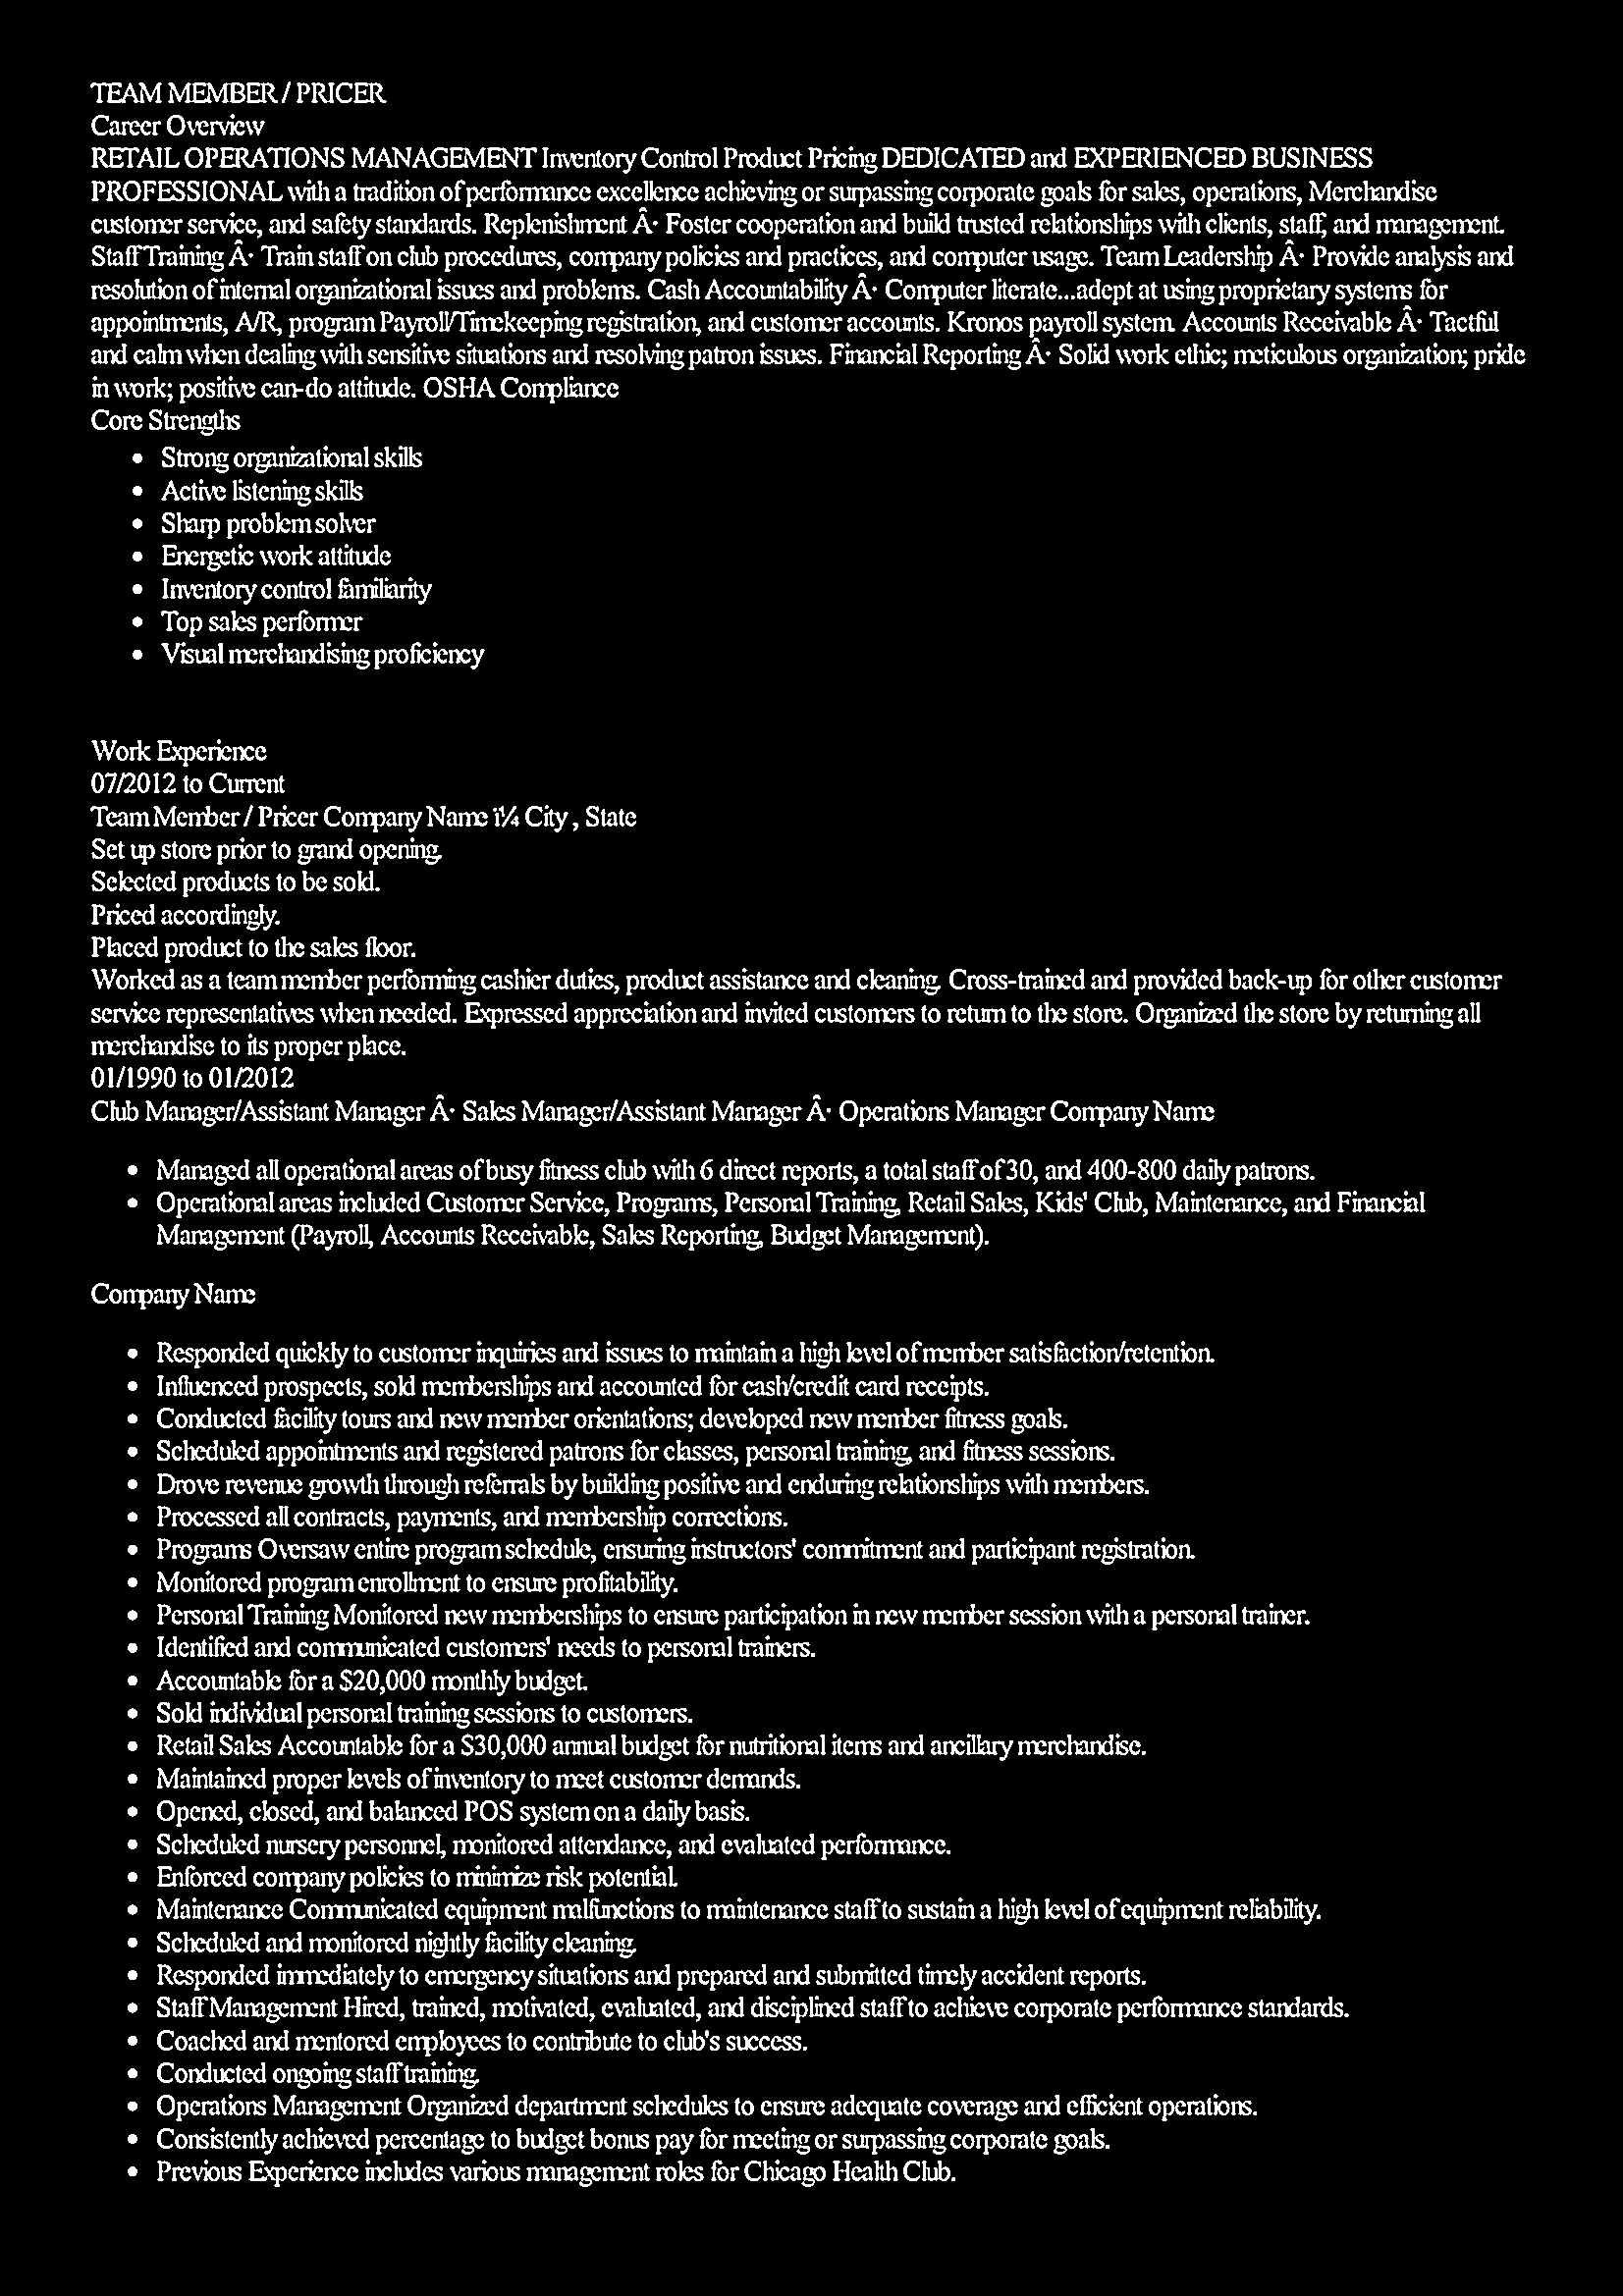 TEAM MEMBER / PRICER
Career Overview
RETAIL OPERATIONS MANAGEMENT Inventory Control Product Pricing DEDICATED and EXPERIENCED BUSINESS
PROFESSIONAL with a tradition of performance excellence achieving or surpassing corporate goals for sales, operations, Merchandise
customer service, and safety standards. Replenishment Â· Foster cooperation and build trusted relationships with clients, staff, and management.
Staff Training Â· Train staff on club procedures, company policies and practices, and computer usage. Team Leadership Â· Provide analysis and
resolution of internal organizational issues and problems. Cash Accountability Â· Computer literate...adept at using proprietary systems for
appointments, A/R, program Payroll/Timekeeping registration, and customer accounts. Kronos payroll system. Accounts Receivable Â· Tactful
and calm when dealing with sensitive situations and resolving patron issues. Financial Reporting Â· Solid work ethic; meticulous organization; pride
in work; positive can-do attitude. OSHA Compliance
Core Strengths
• Strong organizational skills
• Active listening skills
• Sharp problem solver
• Energetic work attitude
• Inventory control familiarity
• Top sales performer
• Visual merchandising proficiency
Work Experience
07/2012 to Current
Team Member / Pricer Company Name ï¼ City , State
Set up store prior to grand opening.
Selected products to be sold.
Priced accordingly.
Placed product to the sales floor.
Worked as a team member performing cashier duties, product assistance and cleaning. Cross-trained and provided back-up for other customer
service representatives when needed. Expressed appreciation and invited customers to return to the store. Organized the store by returning all
merchandise to its proper place.
01/1990 to 01/2012
Club Manager/Assistant Manager Â· Sales Manager/Assistant Manager Â· Operations Manager Company Name
• Managed all operational areas of busy fitness club with 6 direct reports, a total staff of 30, and 400-800 daily patrons.
• Operational areas included Customer Service, Programs, Personal Training, Retail Sales, Kids' Club, Maintenance, and Financial
Management (Payroll, Accounts Receivable, Sales Reporting, Budget Management).
Company Name
• Responded quickly to customer inquiries and issues to maintain a high level of member satisfaction/retention.
• Influenced prospects, sold memberships and accounted for cash/credit card receipts.
• Conducted facility tours and new member orientations; developed new member fitness goals.
• Scheduled appointments and registered patrons for classes, personal training, and fitness sessions.
• Drove revenue growth through referrals by building positive and enduring relationships with members.
• Processed all contracts, payments, and membership corrections.
• Programs Oversaw entire program schedule, ensuring instructors' commitment and participant registration.
• Monitored program enrollment to ensure profitability.
• Personal Training Monitored new memberships to ensure participation in new member session with a personal trainer.
• Identified and communicated customers' needs to personal trainers.
• Accountable for a $20,000 monthly budget.
• Sold individual personal training sessions to customers.
• Retail Sales Accountable for a $30,000 annual budget for nutritional items and ancillary merchandise.
• Maintained proper levels of inventory to meet customer demands.
• Opened, closed, and balanced POS system on a daily basis.
• Scheduled nursery personnel, monitored attendance, and evaluated performance.
• Enforced company policies to minimize risk potential.
• Maintenance Communicated equipment malfunctions to maintenance staff to sustain a high level of equipment reliability.
• Scheduled and monitored nightly facility cleaning.
• Responded immediately to emergency situations and prepared and submitted timely accident reports.
• Staff Management Hired, trained, motivated, evaluated, and disciplined staff to achieve corporate performance standards.
• Coached and mentored employees to contribute to club's success.
• Conducted ongoing staff training.
• Operations Management Organized department schedules to ensure adequate coverage and efficient operations.
• Consistently achieved percentage to budget bonus pay for meeting or surpassing corporate goals.
• Previous Experience includes various management roles for Chicago Health Club.